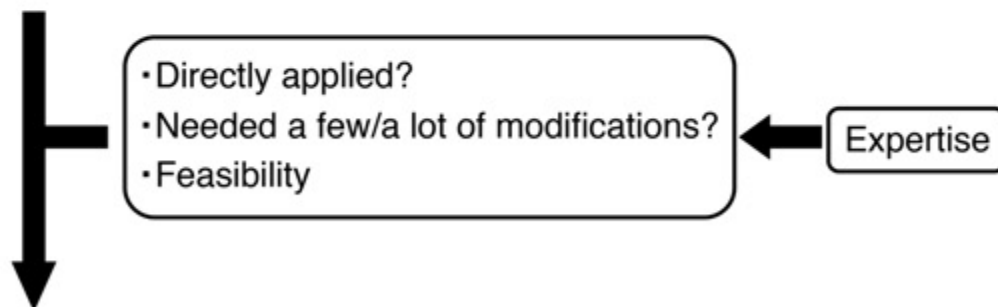 ・Directly applied?
・Needed a few/a lot of modifications?
・Feasibility
Expertise